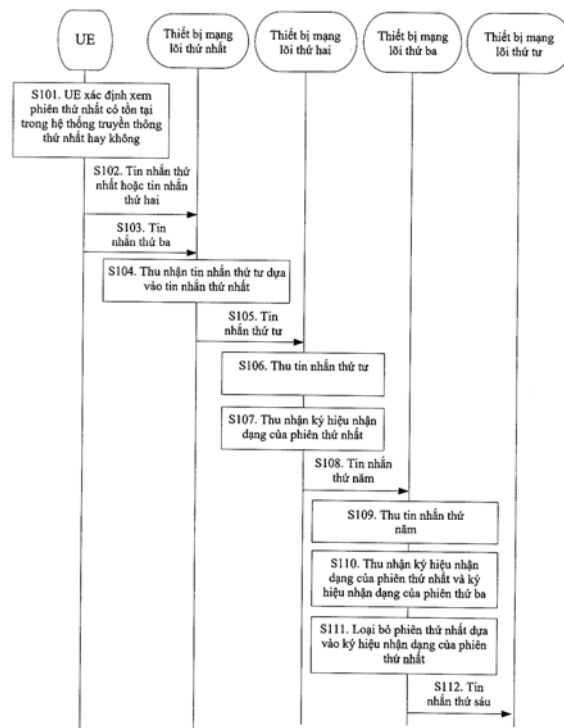 UE
Thiết bị mạng
lõi thứ nhất
Thiết bị mạng
lõi thứ hai
Thiết bị mạng
lõi thứ ba
Thiết bị mạng
lõi thứ tư
S101. UE xác định xem
phiên thứ nhất có tồn tại
trong hệ thống truyền thông
thứ nhất hay không
S102. Tin nhắn thứ
nhất hoặc tin nhắn
thứ hai
S103. Tin
nhắn thứ ba
S104. Thu nhận tin nhắn thứ tư dựa
vào tin nhắn thứ nhất
S105. Tin
nhắn thứ tư
S106. Thu tin nhắn thứ tư
S107. Thu nhận ký hiệu nhận
dạng của phiên thứ nhất
S108. Tin nhắn
thứ năm
S109. Thu tin nhắn thứ
năm
S110. Thu nhận ký hiệu nhận
dạng của phiên thứ nhất và ký
hiệu nhận dạng của phiên thứ ba
S111. Loại bỏ phiên thứ nhất dựa
vào ký hiệu nhận dạng của phiên
thứ nhất
S112. Tin
nhắn thứ sáu